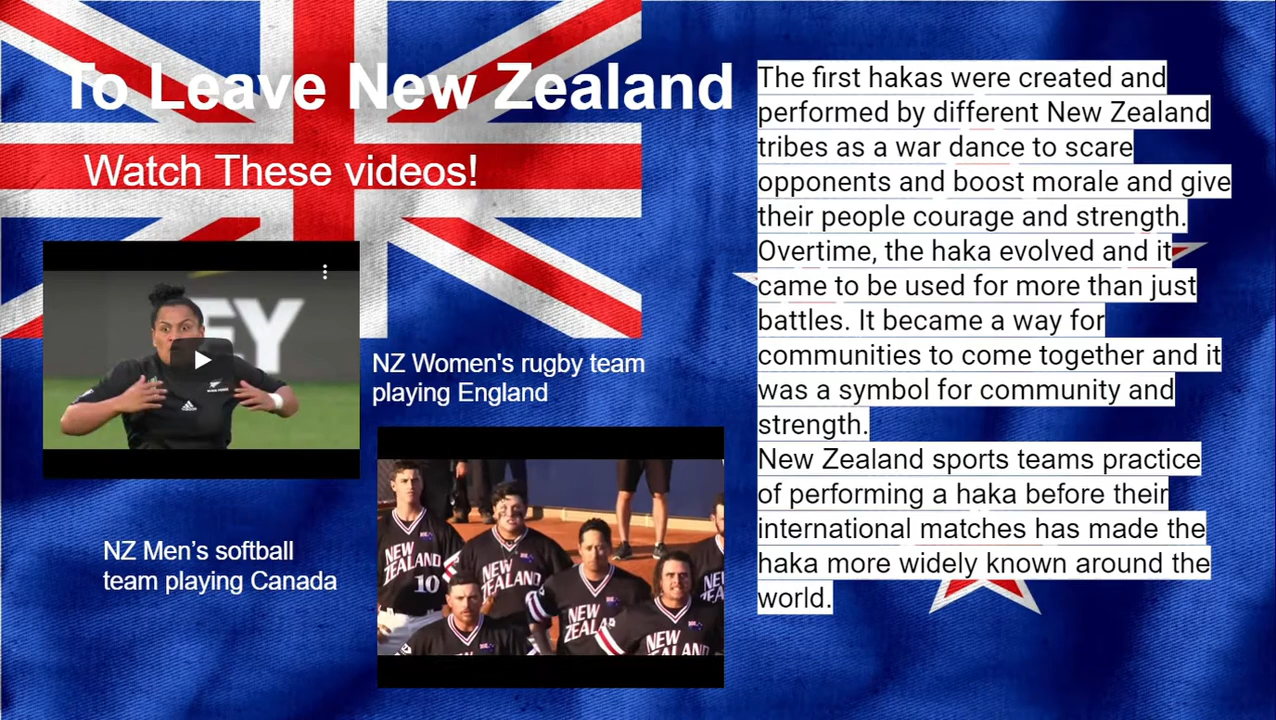 To Leave New Zealand
Watch These videos!
The first hakas were created and
performed by different New Zealand
tribes as a war dance to scare
opponents and boost morale and give
their people courage and strength.
Overtime, the haka evolved and it
came to be used for more than just
battles. It became a way for
communities to come together and it
was a symbol for community and
strength.
New Zealand sports teams practice
of performing a haka before their
international matches has made the
haka more widely known around the
world.
EY
NZ Women's rugby team
playing England
NZ Men’s softball
team playing Canada
NEW
ZEALAND
10
NEW
ZEALAND
NEW
ZEALAN
NEW
ZEALAND